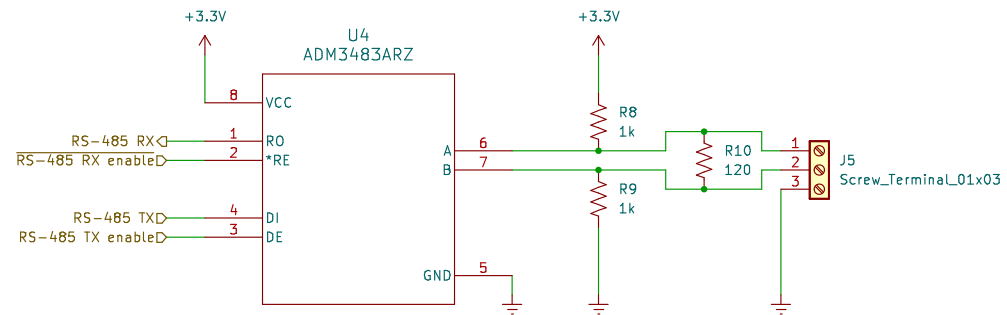 +3.3V
+3.3V
U4
ADM3483ARZ
8
VCC
R8
1k
RS-485 RX
1
RO
RS-485 RX enable
2
*RE
A
6
B
7
R10
120
1
2
3
J5
Screw_Terminal_01x03
R9
1k
RS-485 TX
4
DI
RS-485 TX enable
3
DE
GND
5